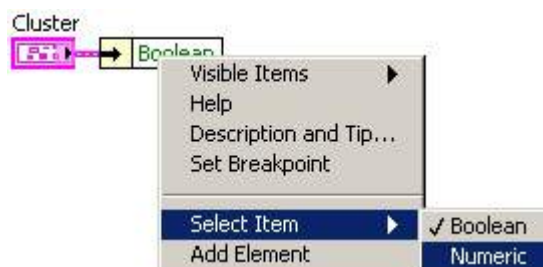 Cluster
Boolean
Visible Items
Help
Description and Tip...
Set Breakpoint
Select Item
✓ Boolean
Add Element
Numeric